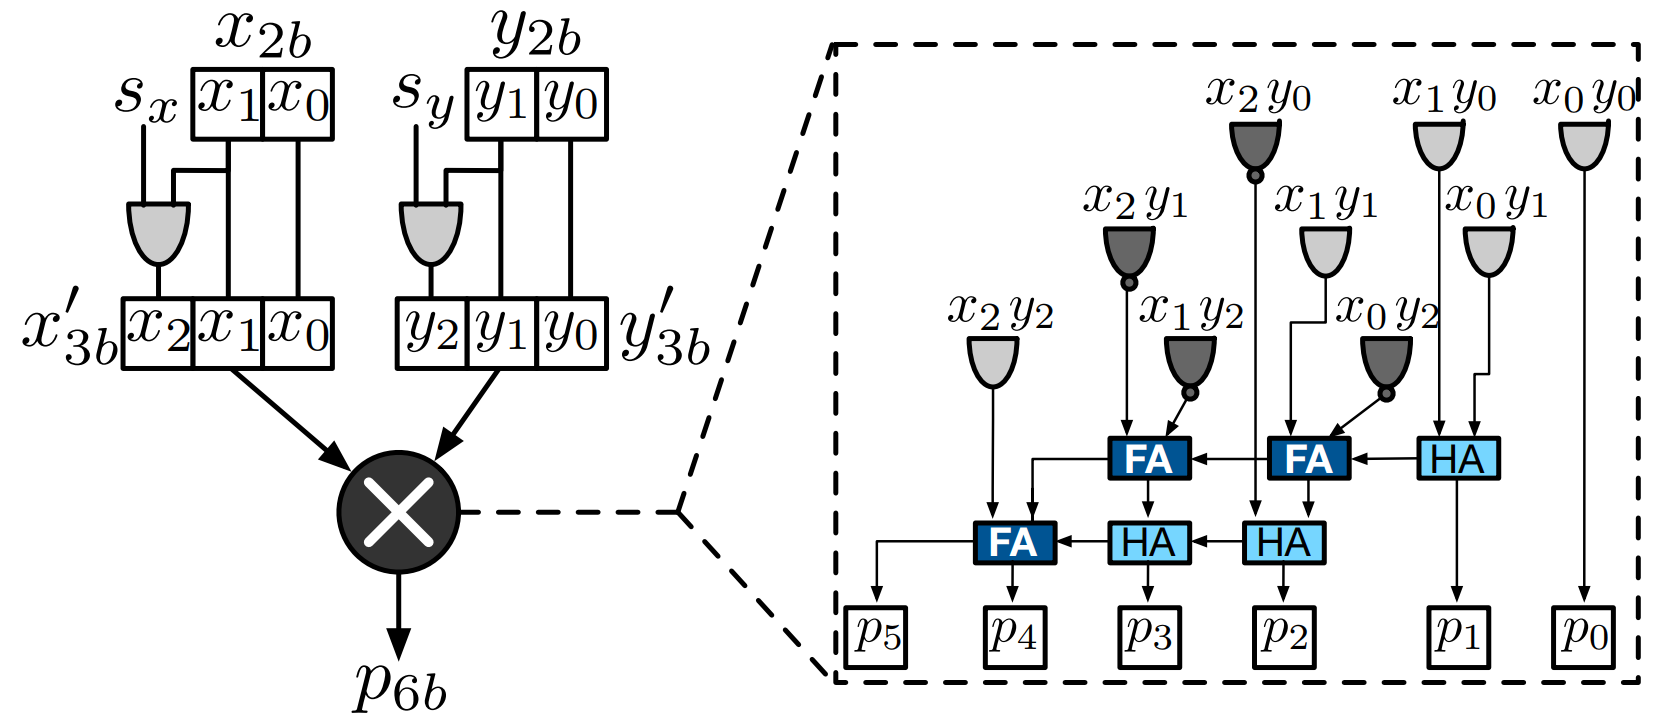 x2b y2b
sx x1 x0 sy y1 y0
x2y0 x1y0 x0y0
x2y1 x1y1 x0y1
x'3b x2 x1 x0 y2 y1 y0 y'3b
x2y2 x1y2 x0y2
FA FA HA
FA HA HA
p5 p4 p3 p2 p1 p0
p6b